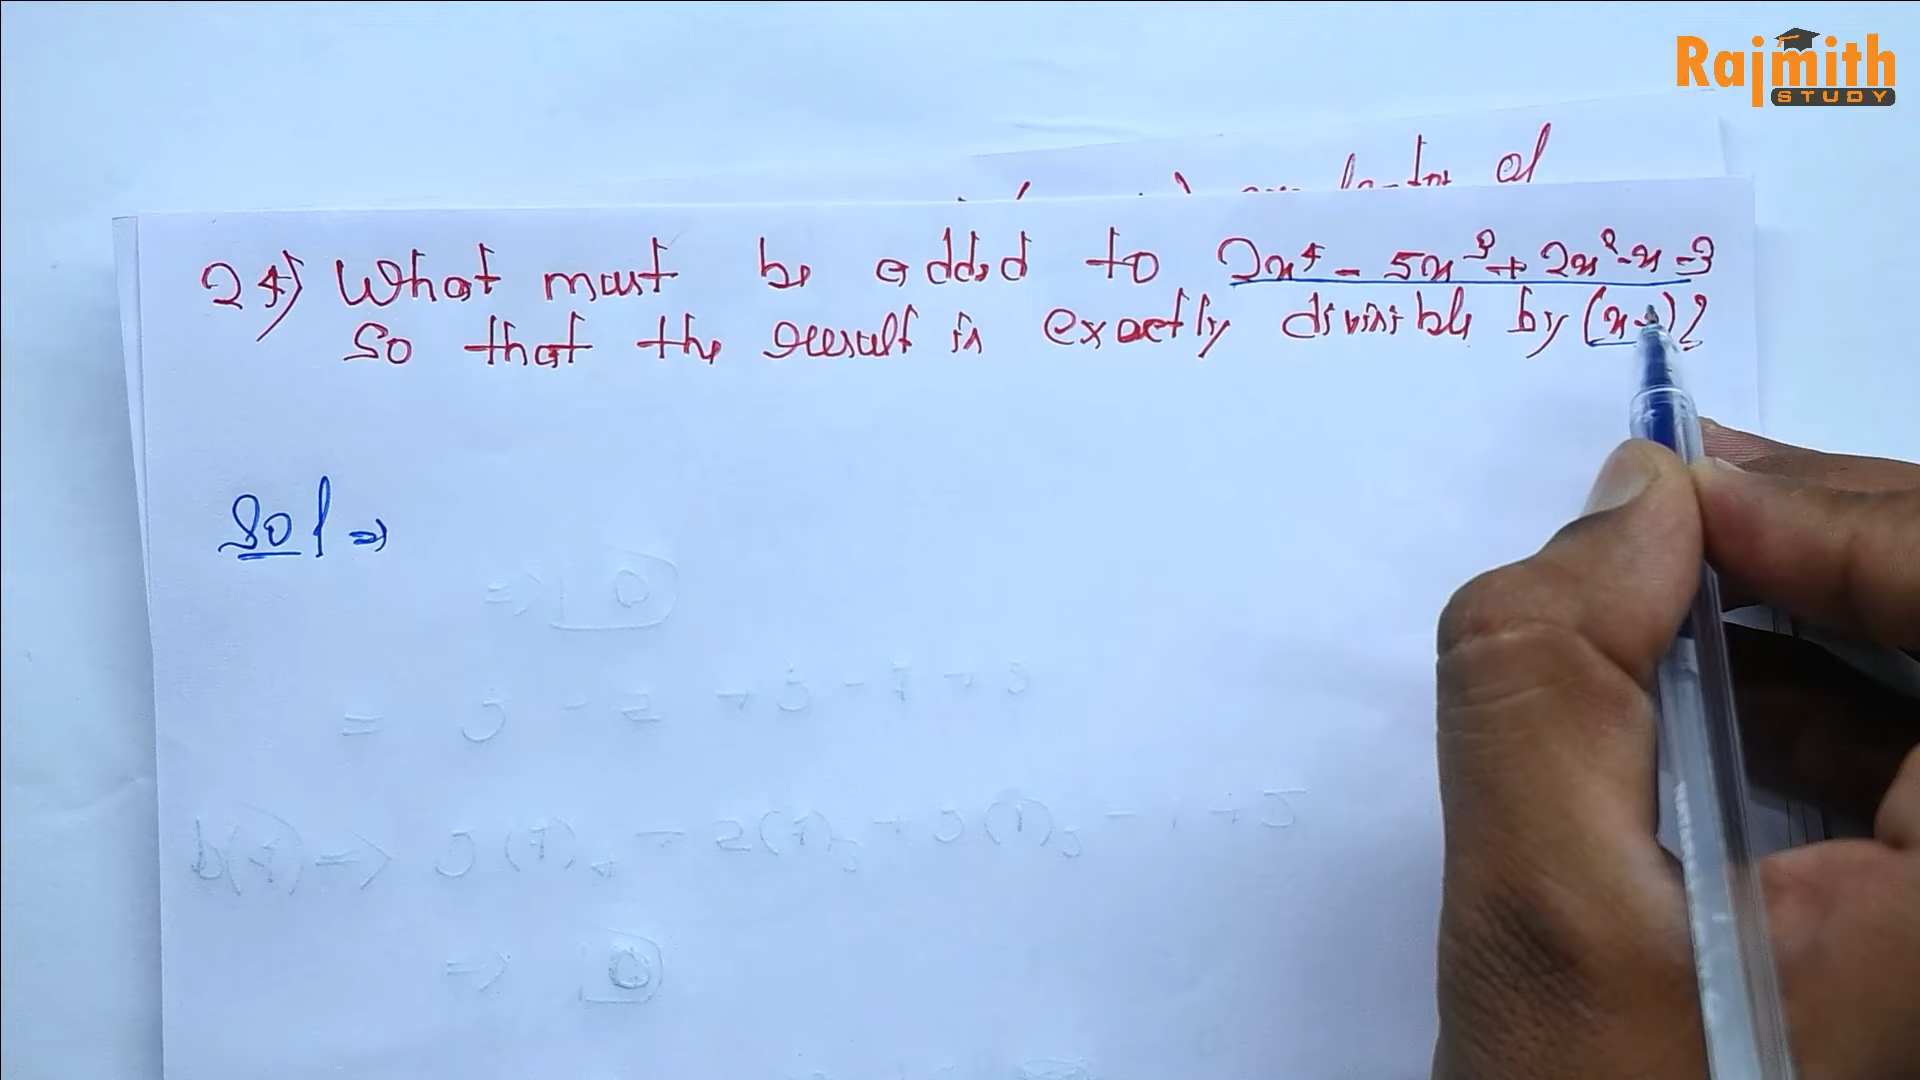 Rajmith
STUDY
of
24) What must be added to 2x⁴ - 5x³ + 2x² - x - 3
So that the result is exactly divisible by (x-
)?
Sol ⇒